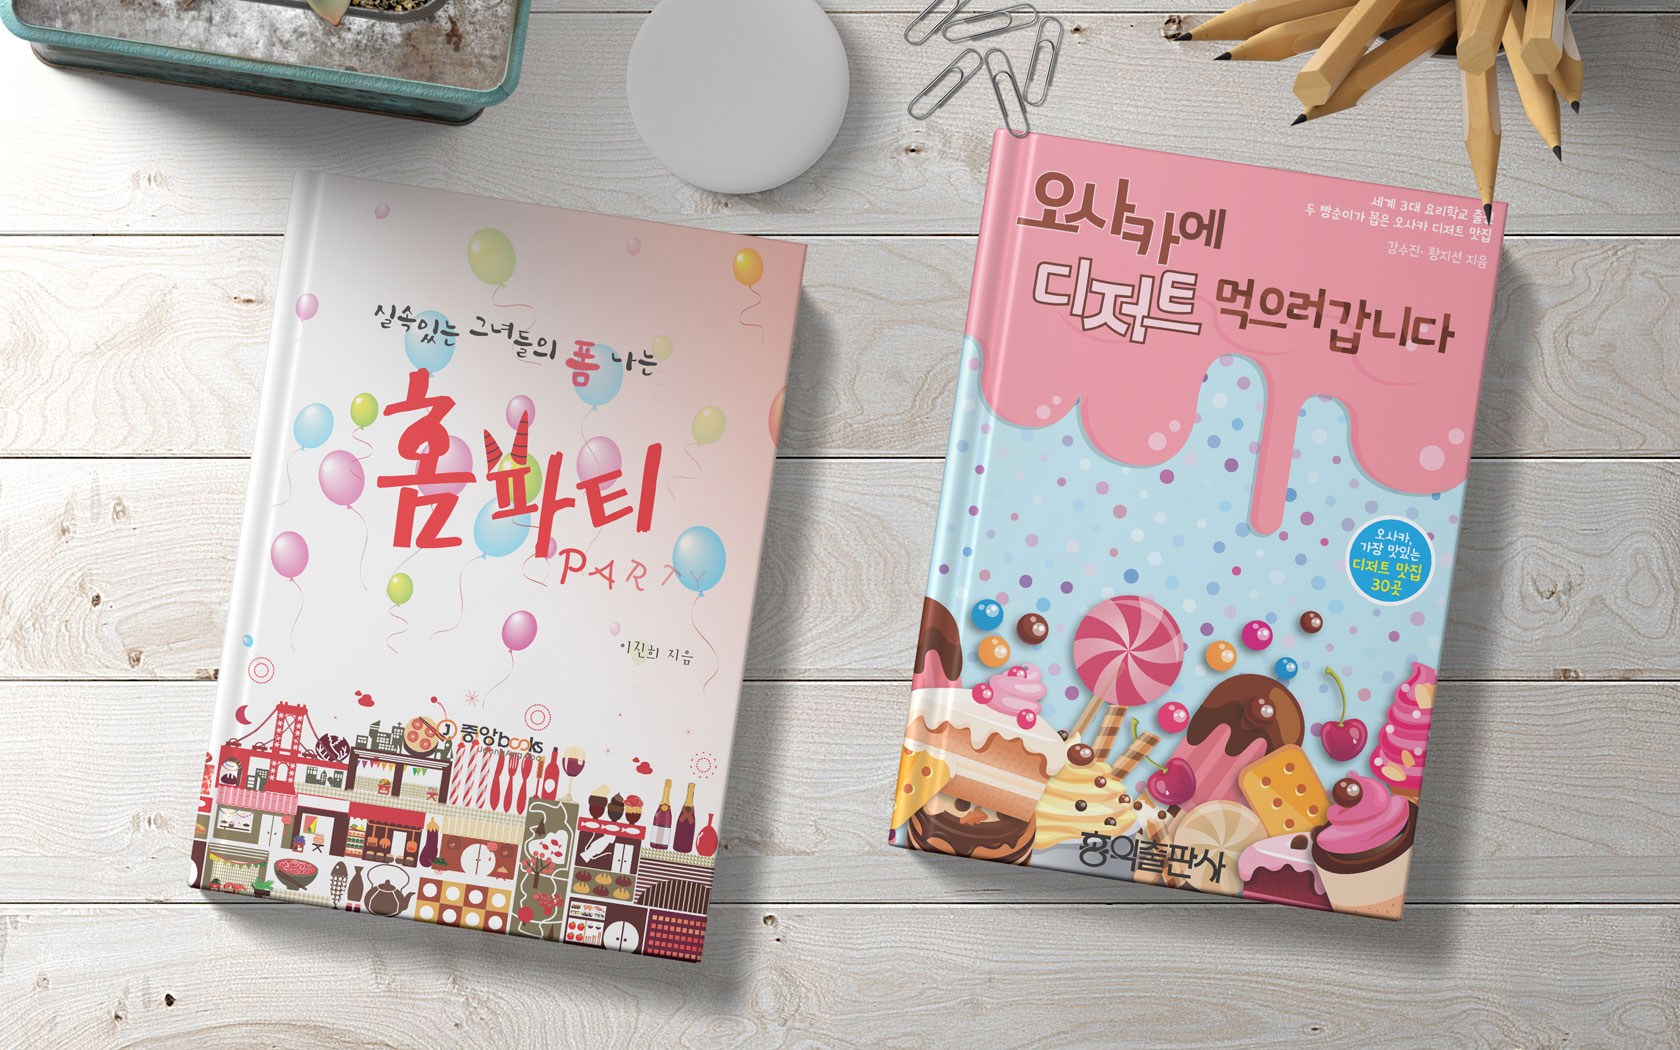 실속있는 그녀들의 폼 나는
홈파티
PARTY
이진희 지음
중앙books
오사카에
디저트 먹으러갑니다
세계 3대 요리학교 출신
두 빵순이가 꼽은 오사카 디저트 맛집
강수진· 황지선 지음
오사카,
가장 맛있는
디저트 맛집
30곳
홍익출판사